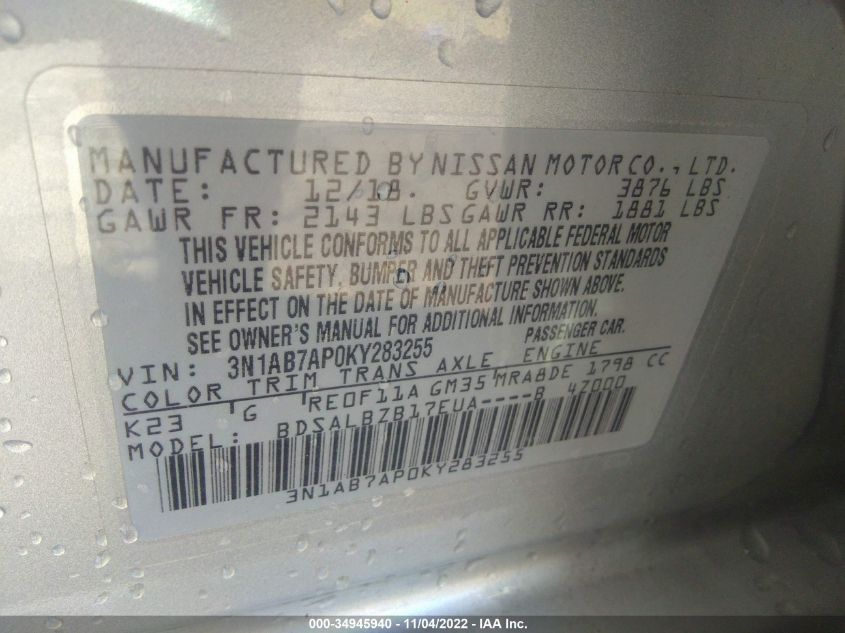 MANUFACTURED BY NISSAN MOTOR CO., LTD.
DATE: 12/18. GVWR: 3876 LBS
GAWR FR: 2143 LBS GAWR RR: 1881 LBS
THIS VEHICLE CONFORMS TO ALL APPLICABLE FEDERAL MOTOR
VEHICLE SAFETY, BUMPER AND THEFT PREVENTION STANDARDS
IN EFFECT ON THE DATE OF MANUFACTURE SHOWN ABOVE.
SEE OWNER'S MANUAL FOR ADDITIONAL INFORMATION.
PASSENGER CAR.
VIN: 3N1AB7AP0KY283255
COLOR TRIM TRANS AXLE ENGINE
K23 G RE0F11A GM35 MRA8DE 1798 CC
MODEL: BDSALBZB17EUA----B 4Z000
3N1AB7AP0KY283255
000-34945940 - 11/04/2022 - IAA Inc.